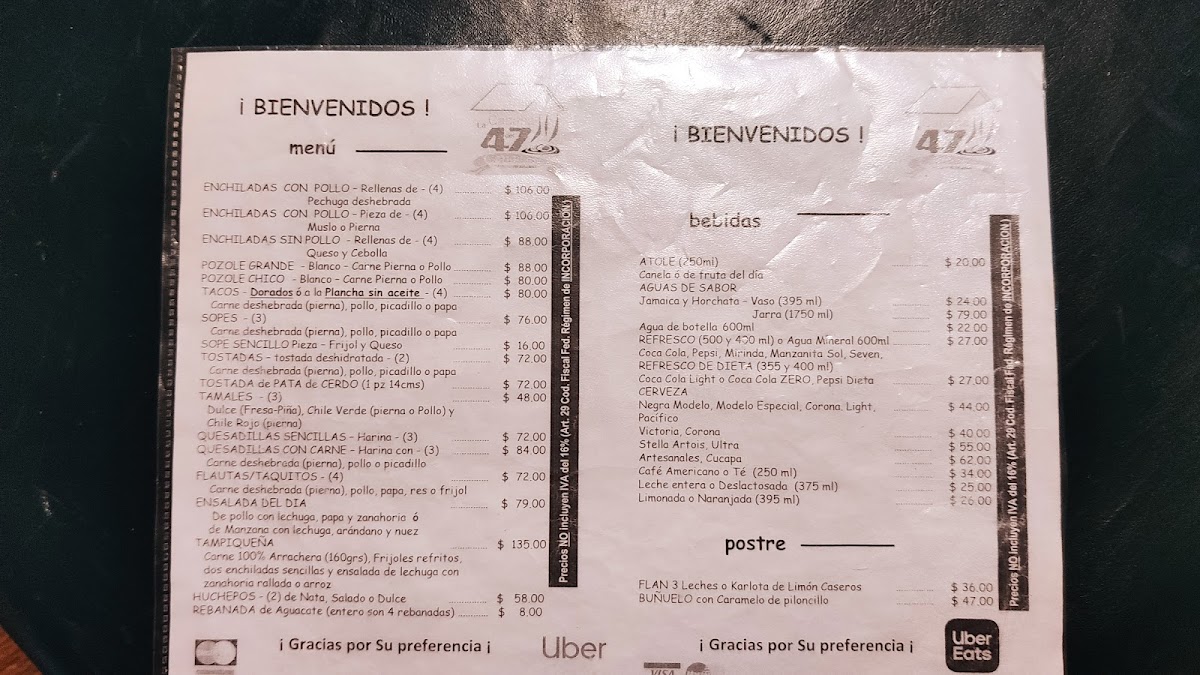 ¡ BIENVENIDOS !
47
menú
ENCHILADAS CON POLLO - Rellenas de - (4) $ 106.00
Pechuga deshebrada
ENCHILADAS CON POLLO - Pieza de - (4) $ 106.00
Muslo o Pierna
ENCHILADAS SIN POLLO - Rellenas de - (4) $ 88.00
Queso y Cebolla
POZOLE GRANDE - Blanco - Carne Pierna o Pollo $ 88.00
POZOLE CHICO - Blanco - Carne Pierna o Pollo $ 80.00
TACOS - Dorados ó a la Plancha sin aceite - (4) $ 80.00
Carne deshebrada (pierna), pollo, picadillo o papa
SOPES - (3) $ 76.00
Carne deshebrada (pierna), pollo, picadillo o papa
SOPE SENCILLO Pieza - Frijol y Queso $ 16.00
TOSTADAS - tostada deshidratada - (2) $ 72.00
Carne deshebrada (pierna), pollo, picadillo o papa
TOSTADA de PATA de CERDO (1 pz 14cms) $ 72.00
TAMALES - (3) $ 48.00
Dulce (Fresa-Piña), Chile Verde (pierna o Pollo) y
Chile Rojo (pierna)
QUESADILLAS SENCILLAS - Harina - (3) $ 72.00
QUESADILLAS CON CARNE - Harina con - (3) $ 84.00
Carne deshebrada (pierna), pollo o picadillo
FLAUTAS/TAQUITOS - (4) $ 72.00
Carne deshebrada (pierna), pollo, papa, res o frijol
ENSALADA DEL DIA $ 79.00
De pollo con lechuga, papa y zanahoria ó
de Manzana con lechuga, arándano y nuez
TAMPIQUEÑA $ 135.00
Carne 100% Arrachera (160grs), Frijoles refritos,
dos enchiladas sencillas y ensalada de lechuga con
zanahoria rallada o arroz
HUCHEPOS - (2) de Nata, Salado o Dulce $ 58.00
REBANADA de Aguacate (entero son 4 rebanadas) $ 8.00
Precios NO incluyen IVA del 16% (Art. 29 Cod. Fiscal Fed. Régimen de INCORPORACION)
¡ Gracias por Su preferencia ¡
Uber
¡ BIENVENIDOS !
47
bebidas
ATOLE (250ml) $ 20.00
Canela ó de fruta del día
AGUAS DE SABOR
Jamaica y Horchata - Vaso (395 ml) $ 24.00
Jarra (1750 ml) $ 79.00
Agua de botella 600ml $ 22.00
REFRESCO (500 y 400 ml) o Agua Mineral 600ml $ 27.00
Coca Cola, Pepsi, Mirinda, Manzanita Sol, Seven,
REFRESCO DE DIETA (355 y 400 ml)
Coca Cola Light o Coca Cola ZERO, Pepsi Dieta $ 27.00
CERVEZA
Negra Modelo, Modelo Especial, Corona. Light, $ 44.00
Pacífico
Victoria, Corona $ 40.00
Stella Artois, Ultra $ 55.00
Artesanales, Cucapa $ 62.00
Café Americano o Té (250 ml) $ 34.00
Leche entera o Deslactosada (375 ml) $ 25.00
Limonada o Naranjada (395 ml) $ 26.00
Precios NO incluyen IVA del 16% (Art. 29 Cod. Fiscal Fed. Régimen de INCORPORACION)
postre
FLAN 3 Leches o Karlota de Limón Caseros $ 36.00
BUÑUELO con Caramelo de piloncillo $ 47.00
¡ Gracias por Su preferencia ¡
VISA
Uber
Eats